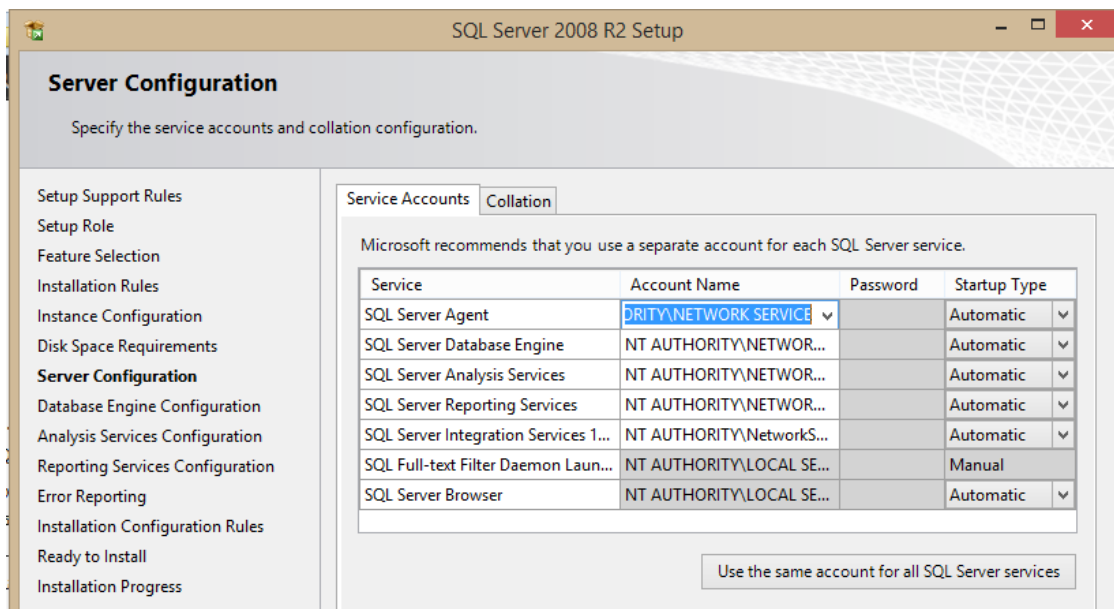 SQL Server 2008 R2 Setup
Server Configuration
Specify the service accounts and collation configuration.
Setup Support Rules
Setup Role
Feature Selection
Installation Rules
Instance Configuration
Disk Space Requirements
Server Configuration
Database Engine Configuration
Analysis Services Configuration
Reporting Services Configuration
Error Reporting
Installation Configuration Rules
Ready to Install
Installation Progress
Service Accounts Collation
Microsoft recommends that you use a separate account for each SQL Server service.
Service Account Name Password Startup Type
SQL Server Agent ORITY\NETWORK SERVICE Automatic
SQL Server Database Engine NT AUTHORITY\NETWOR... Automatic
SQL Server Analysis Services NT AUTHORITY\NETWOR... Automatic
SQL Server Reporting Services NT AUTHORITY\NETWOR... Automatic
SQL Server Integration Services 1... NT AUTHORITY\NetworkS... Automatic
SQL Full-text Filter Daemon Laun... NT AUTHORITY\LOCAL SE... Manual
SQL Server Browser NT AUTHORITY\LOCAL SE... Automatic
Use the same account for all SQL Server services